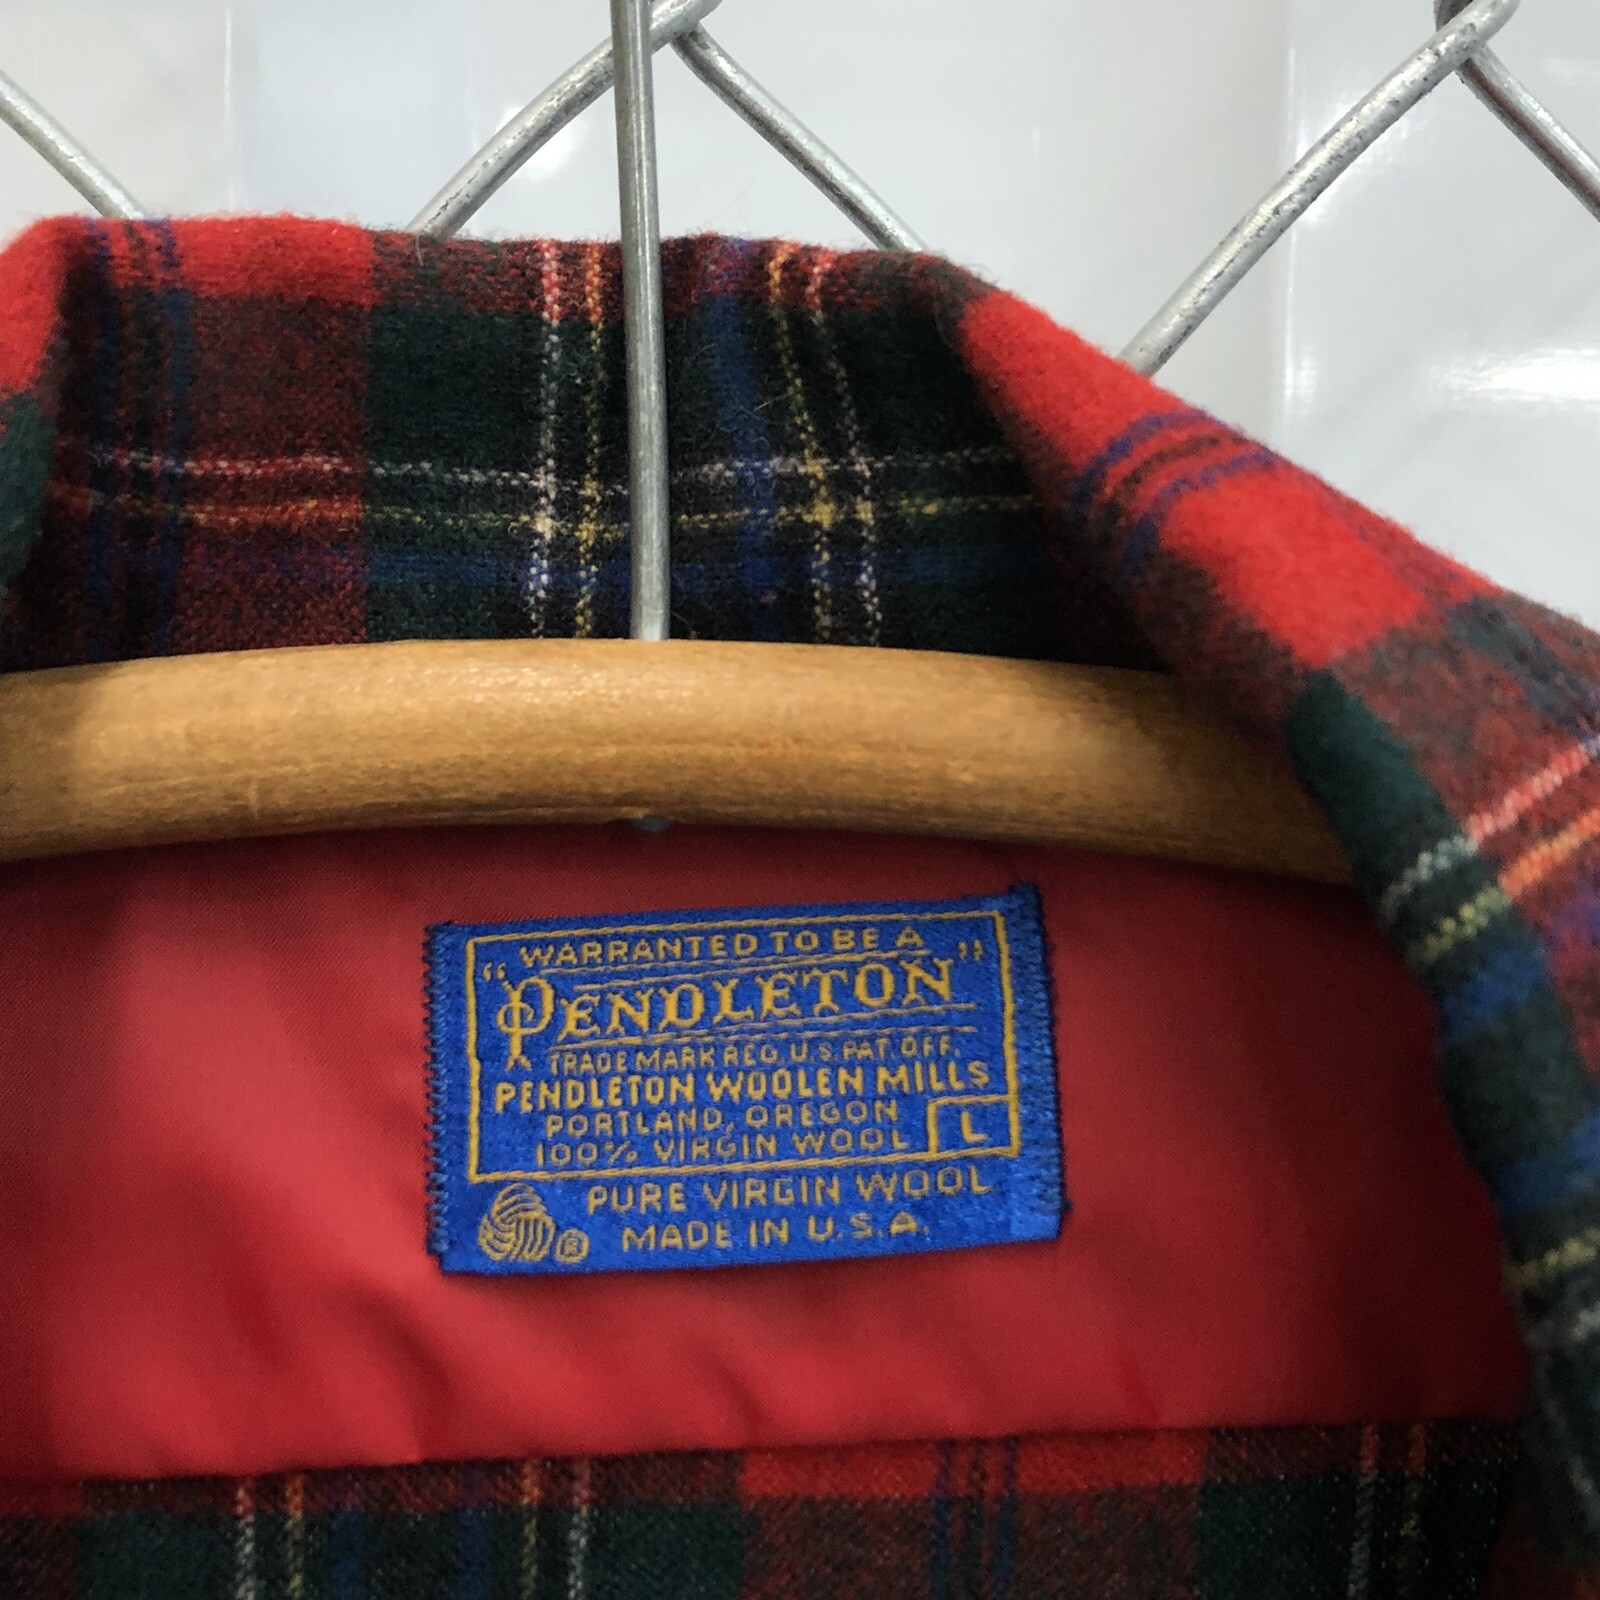 WARRANTED TO BE A
"PENDLETON"
TRADE MARK REG. U.S. PAT. OFF.
PENDLETON WOOLEN MILLS
PORTLAND, OREGON
100% VIRGIN WOOL L
PURE VIRGIN WOOL
® MADE IN U.S.A.